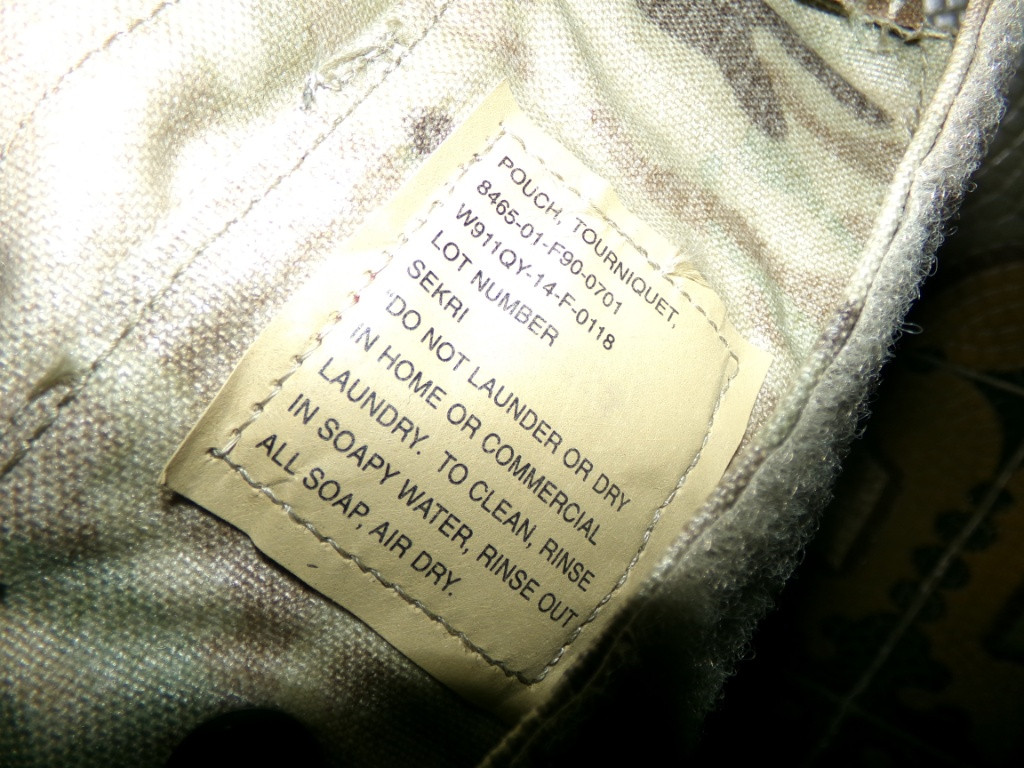 POUCH, TOURNIQUET,
8465-01-F90-0701
W911QY-14-F-0118
LOT NUMBER
SEKRI
"DO NOT LAUNDER OR DRY
IN HOME OR COMMERCIAL
LAUNDRY. TO CLEAN, RINSE
IN SOAPY WATER, RINSE OUT
ALL SOAP, AIR DRY.